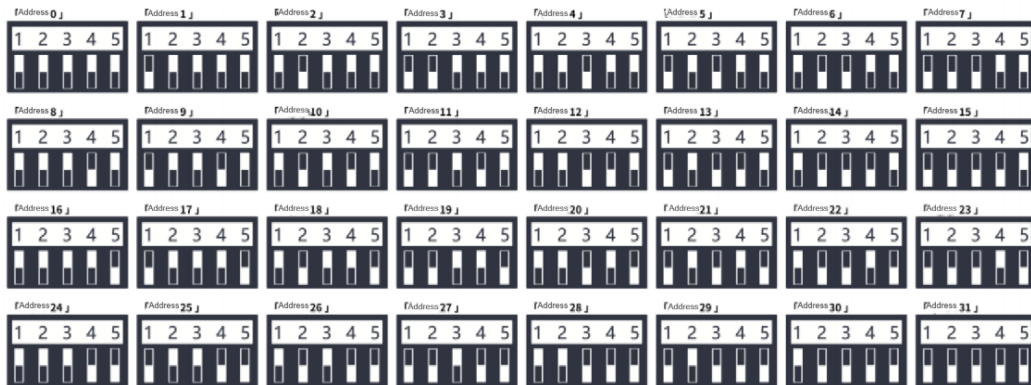 「Address 0」 「Address 1」 「Address 2」 「Address 3」 「Address 4」 「Address 5」 「Address 6」 「Address 7」
1 2 3 4 5 1 2 3 4 5 1 2 3 4 5 1 2 3 4 5 1 2 3 4 5 1 2 3 4 5 1 2 3 4 5 1 2 3 4 5
「Address 8」 「Address 9」 「Address 10」 「Address 11」 「Address 12」 「Address 13」 「Address 14」 「Address 15」
1 2 3 4 5 1 2 3 4 5 1 2 3 4 5 1 2 3 4 5 1 2 3 4 5 1 2 3 4 5 1 2 3 4 5 1 2 3 4 5
「Address 16」 「Address 17」 「Address 18」 「Address 19」 「Address 20」 「Address 21」 「Address 22」 「Address 23」
1 2 3 4 5 1 2 3 4 5 1 2 3 4 5 1 2 3 4 5 1 2 3 4 5 1 2 3 4 5 1 2 3 4 5 1 2 3 4 5
「Address 24」 「Address 25」 「Address 26」 「Address 27」 「Address 28」 「Address 29」 「Address 30」 「Address 31」
1 2 3 4 5 1 2 3 4 5 1 2 3 4 5 1 2 3 4 5 1 2 3 4 5 1 2 3 4 5 1 2 3 4 5 1 2 3 4 5